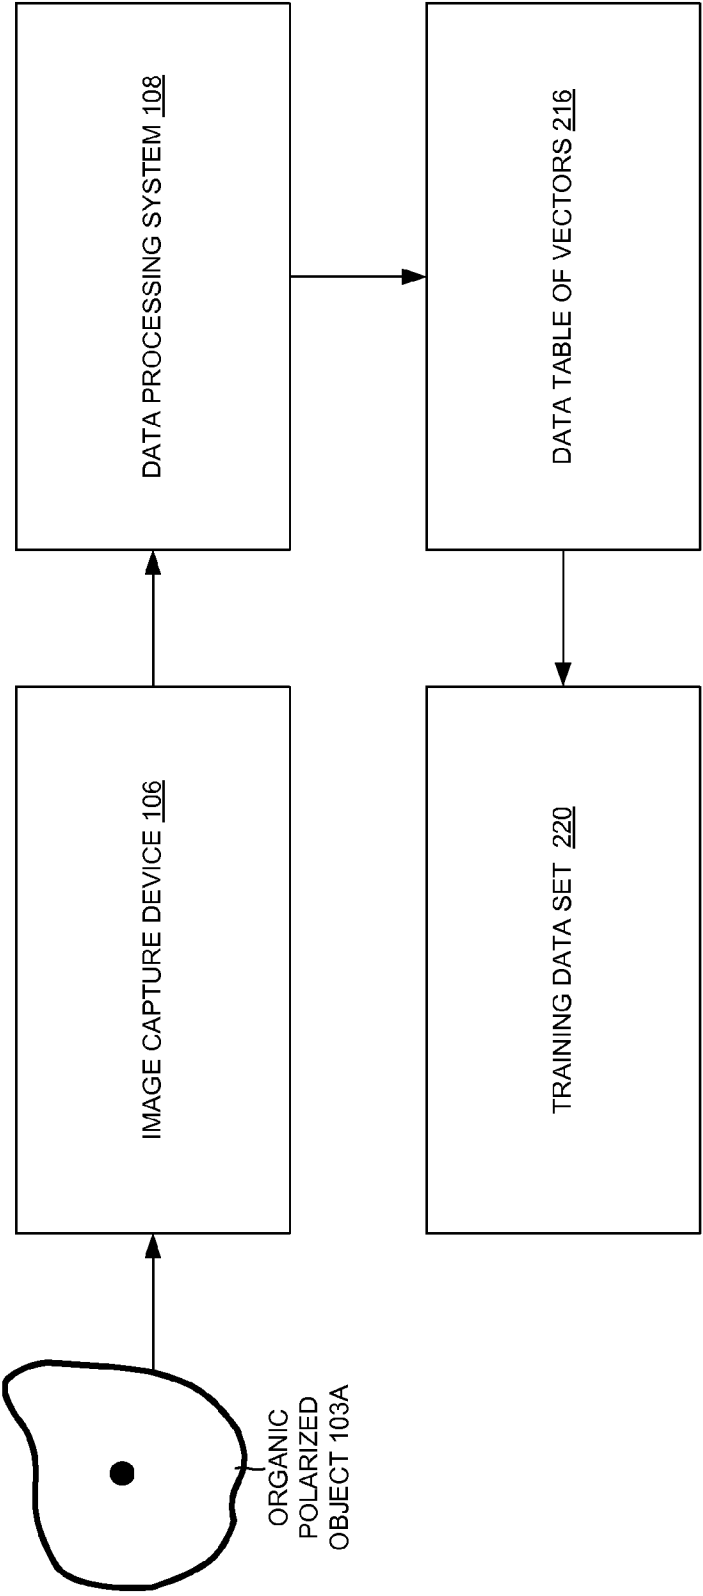 ORGANIC
POLARIZED
OBJECT 103A
IMAGE CAPTURE DEVICE 106
DATA PROCESSING SYSTEM 108
DATA TABLE OF VECTORS 216
TRAINING DATA SET 220